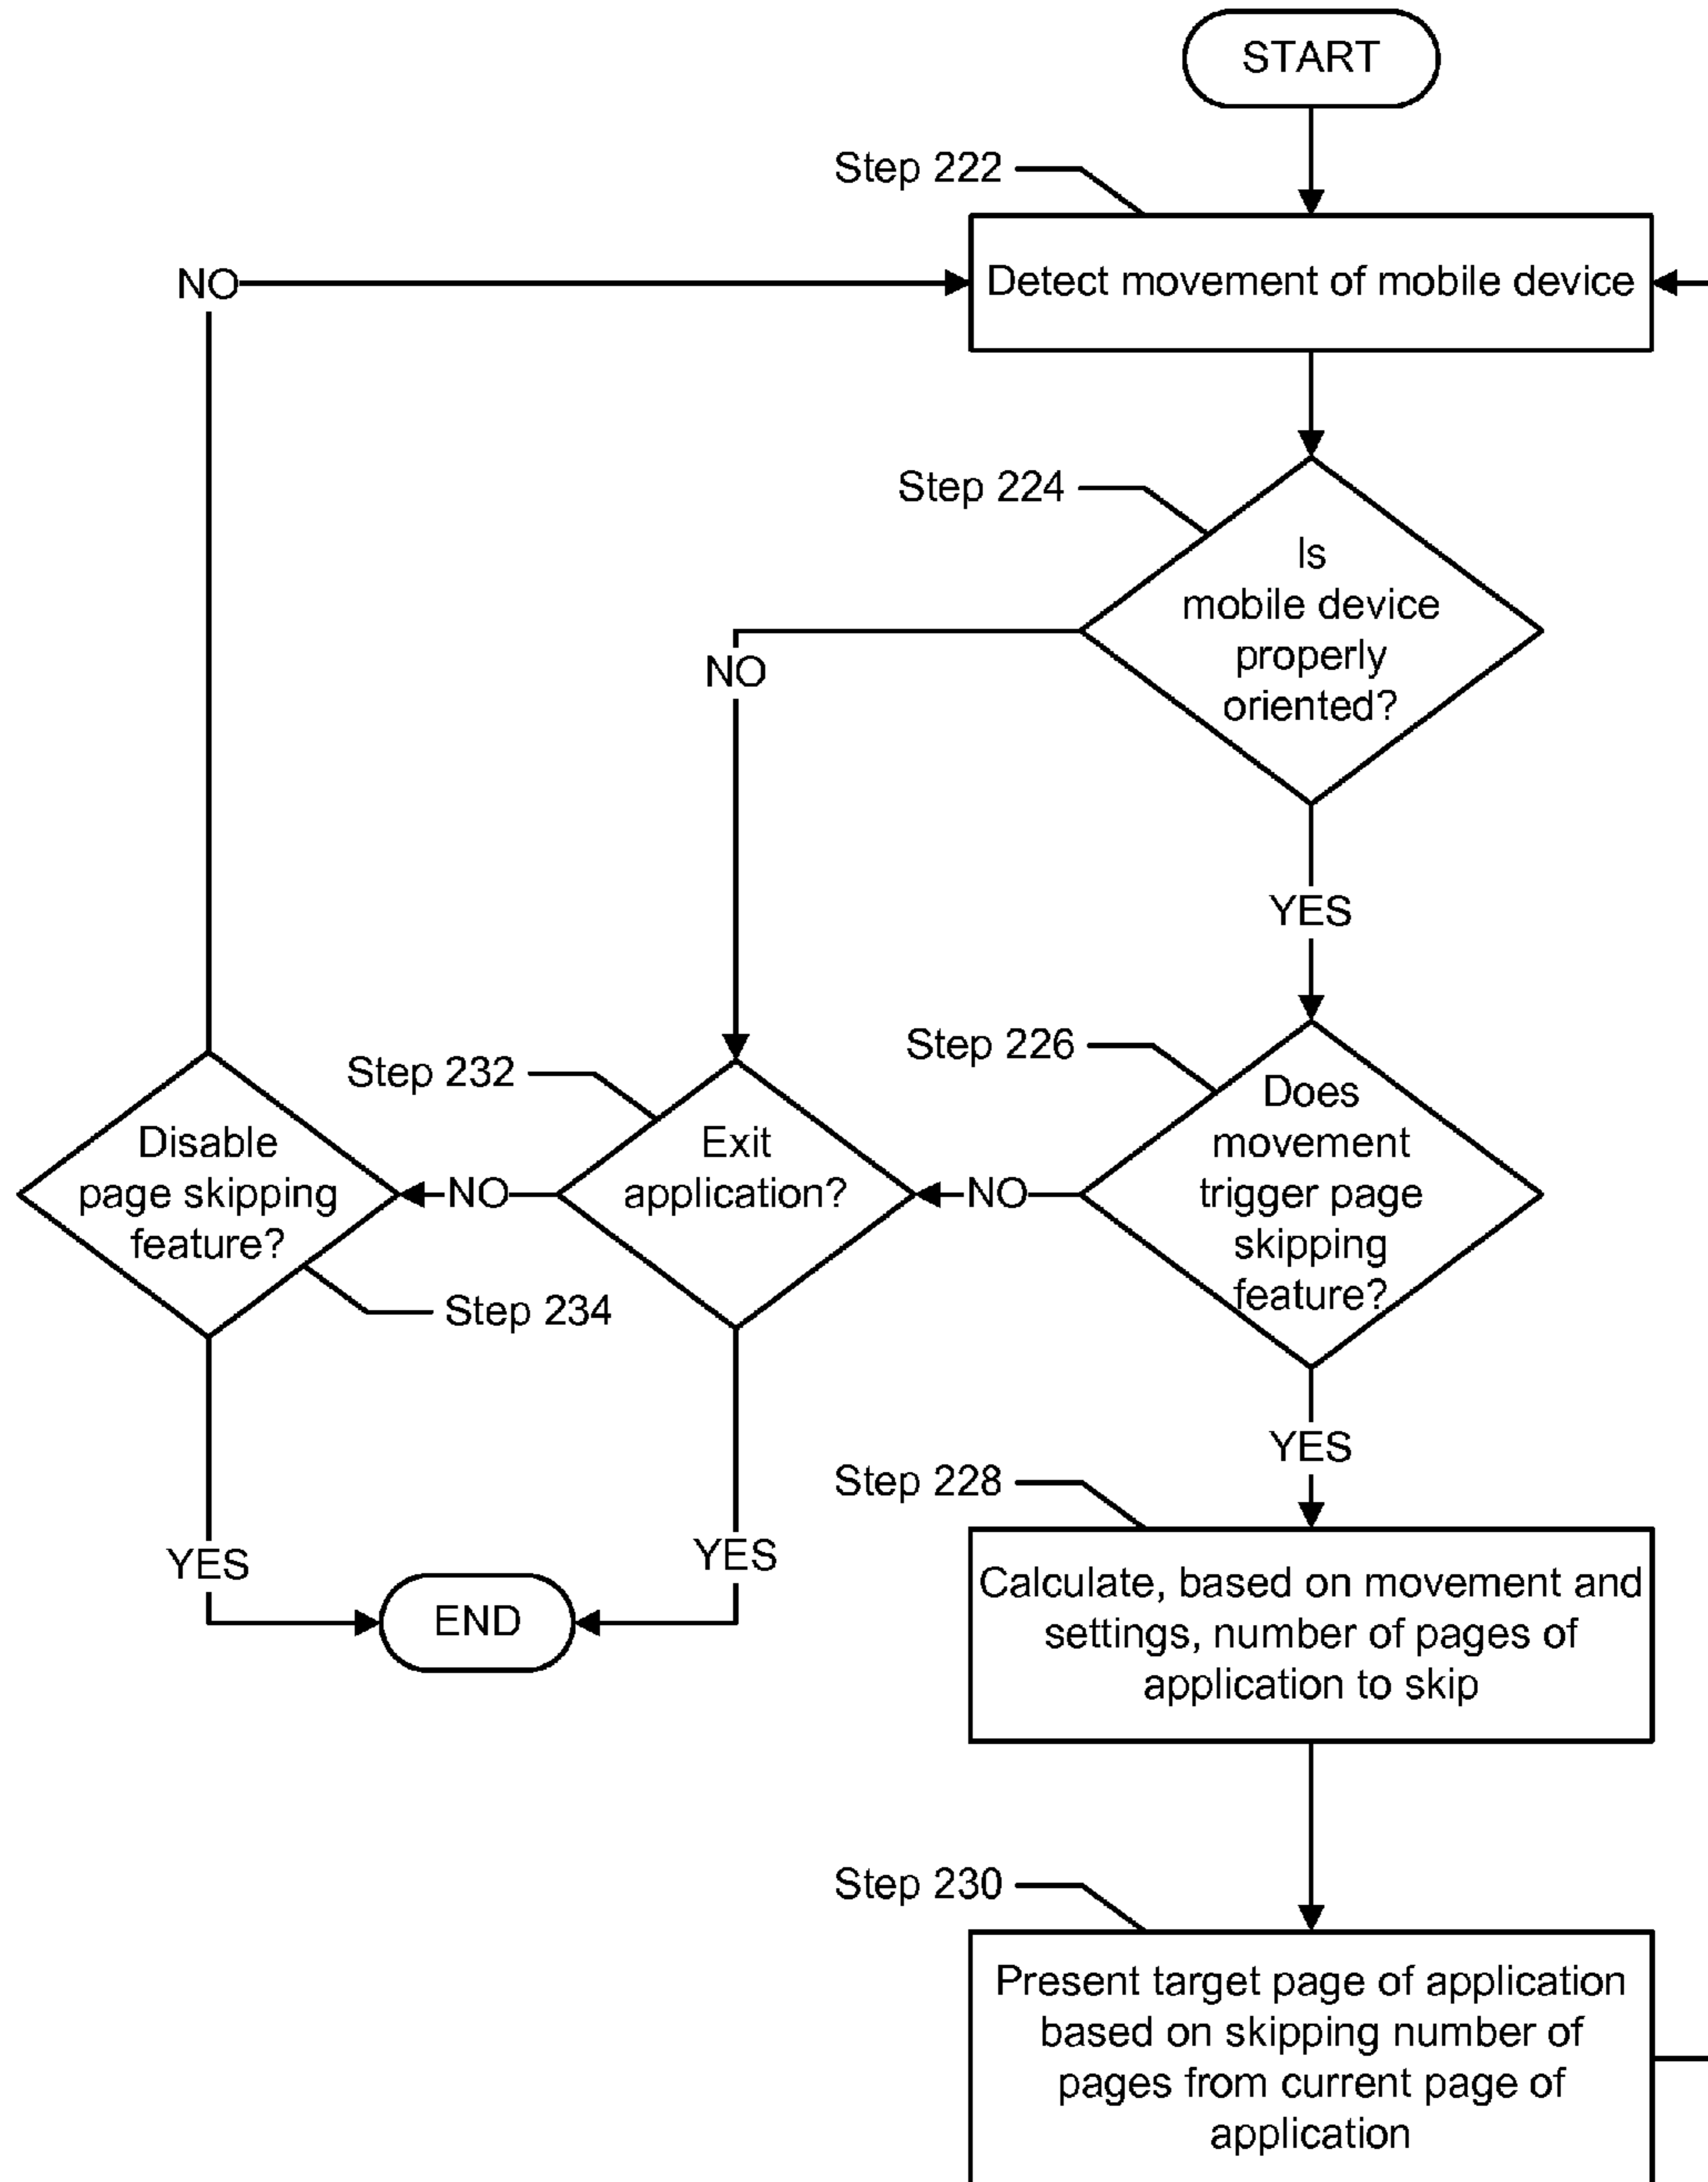 START
Step 222
NO
Detect movement of mobile device
Step 224
Is
mobile device
properly
oriented?
NO
YES
Step 226
Step 232
Does
movement
trigger page
skipping
feature?
Exit
application?
Disable
page skipping
feature?
NO
NO
Step 234
YES
Step 228
YES
YES
END
Calculate, based on movement and
settings, number of pages of
application to skip
Step 230
Present target page of application
based on skipping number of
pages from current page of
application